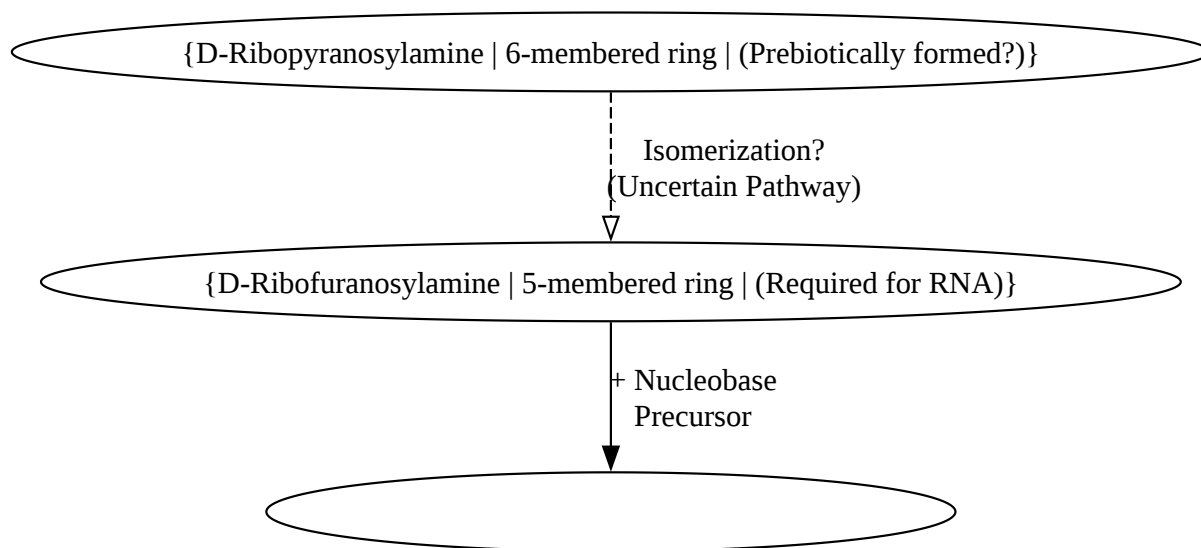 {D-Ribopyranosylamine | 6-membered ring | (Prebiotically formed?)}
Isomerization?
(Uncertain Pathway)
{D-Ribofuranosylamine | 5-membered ring | (Required for RNA)}
+ Nucleobase
Precursor